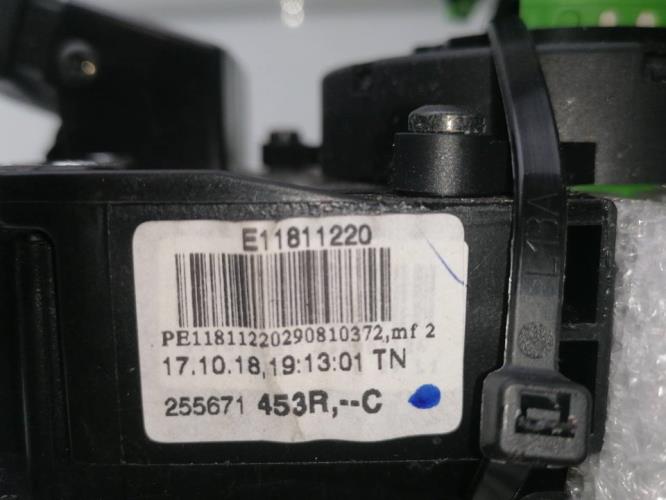 E11811220
PE11811220290810372,mf 2
17.10.18,19:13:01 TN
255671 453R,--C